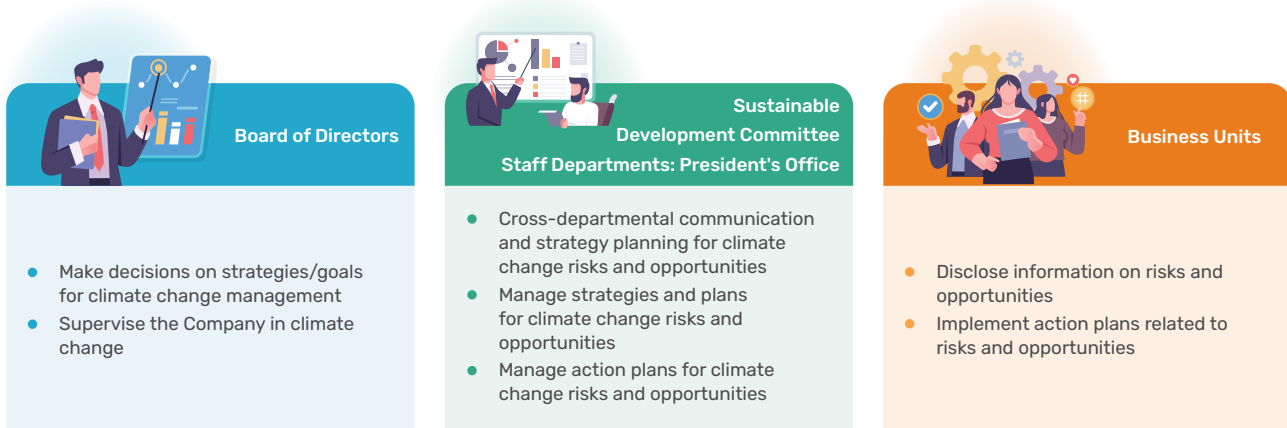 Board of Directors
Make decisions on strategies/goals
for climate change management
Supervise the Company in climate
change
Sustainable
Development Committee
Staff Departments: President's Office
Cross-departmental communication
and strategy planning for climate
change risks and opportunities
Manage strategies and plans
for climate change risks and
opportunities
Manage action plans for climate
change risks and opportunities
Business Units
Disclose information on risks and
opportunities
Implement action plans related to
risks and opportunities